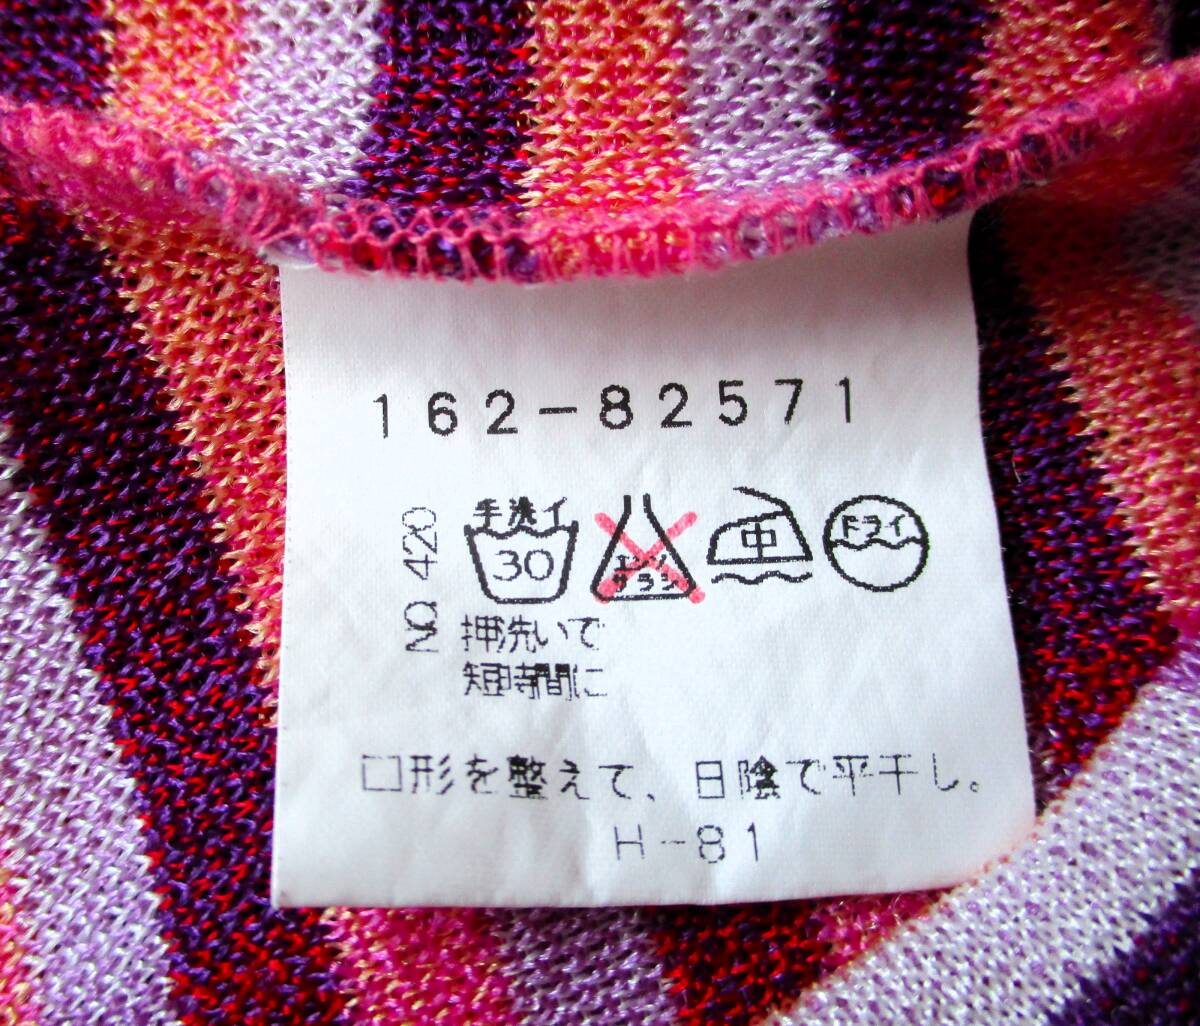 162-82571
NO. 420
手洗イ
30
エンソ
サラシ
中
ドライ
押洗いで
短時間に
口形を整えて、日陰で平干し。
H-81